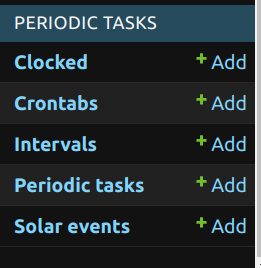 PERIODIC TASKS
Clocked + Add
Crontabs + Add
Intervals + Add
Periodic tasks + Add
Solar events + Add